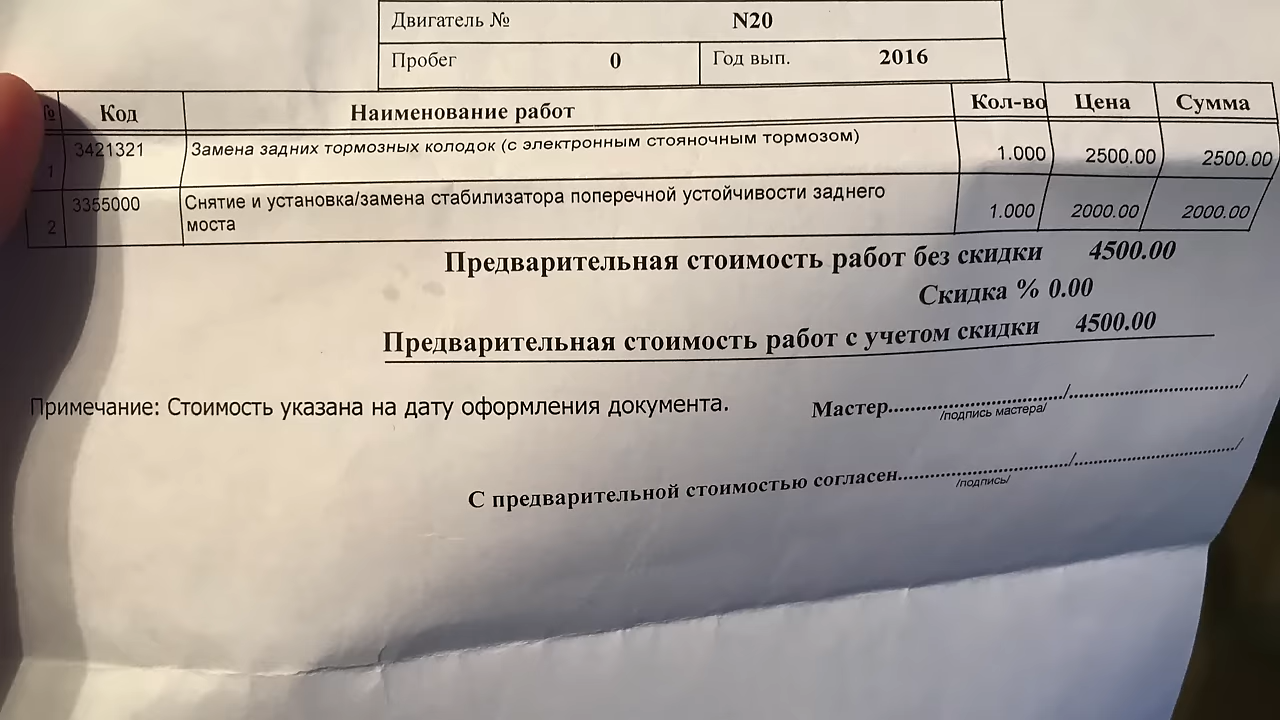 Двигатель № N20
Пробег 0 Год вып. 2016
№ Код Наименование работ Кол-во Цена Сумма
1 3421321 Замена задних тормозных колодок (с электронным стояночным тормозом) 1.000 2500.00 2500.00
2 3355000 Снятие и установка/замена стабилизатора поперечной устойчивости заднего
моста 1.000 2000.00 2000.00
Предварительная стоимость работ без скидки 4500.00
Скидка % 0.00
Предварительная стоимость работ с учетом скидки 4500.00
Примечание: Стоимость указана на дату оформления документа.
Мастер............................../............................/
/подпись мастера/
С предварительной стоимостью согласен............................../............................/
/подпись/